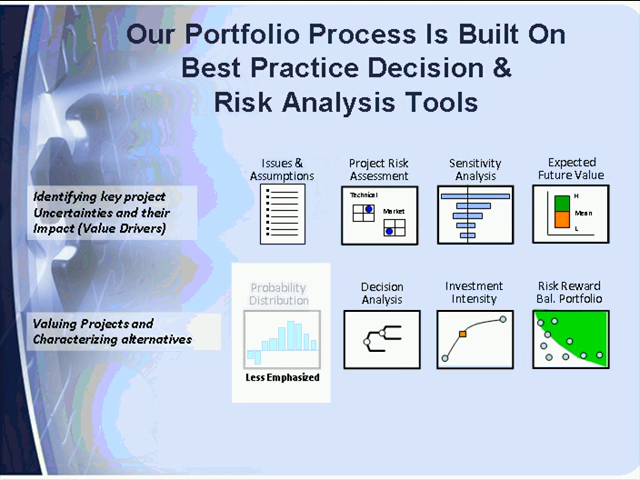 Our Portfolio Process Is Built On
Best Practice Decision &
Risk Analysis Tools
Identifying key project
Uncertainties and their
Impact (Value Drivers)
Issues &
Assumptions
Project Risk
Assessment
Technical
Market
Sensitivity
Analysis
Expected
Future Value
H
Mean
L
Valuing Projects and
Characterizing alternatives
Probability
Distribution
Less Emphasized
Decision
Analysis
Investment
Intensity
Risk Reward
Bal. Portfolio